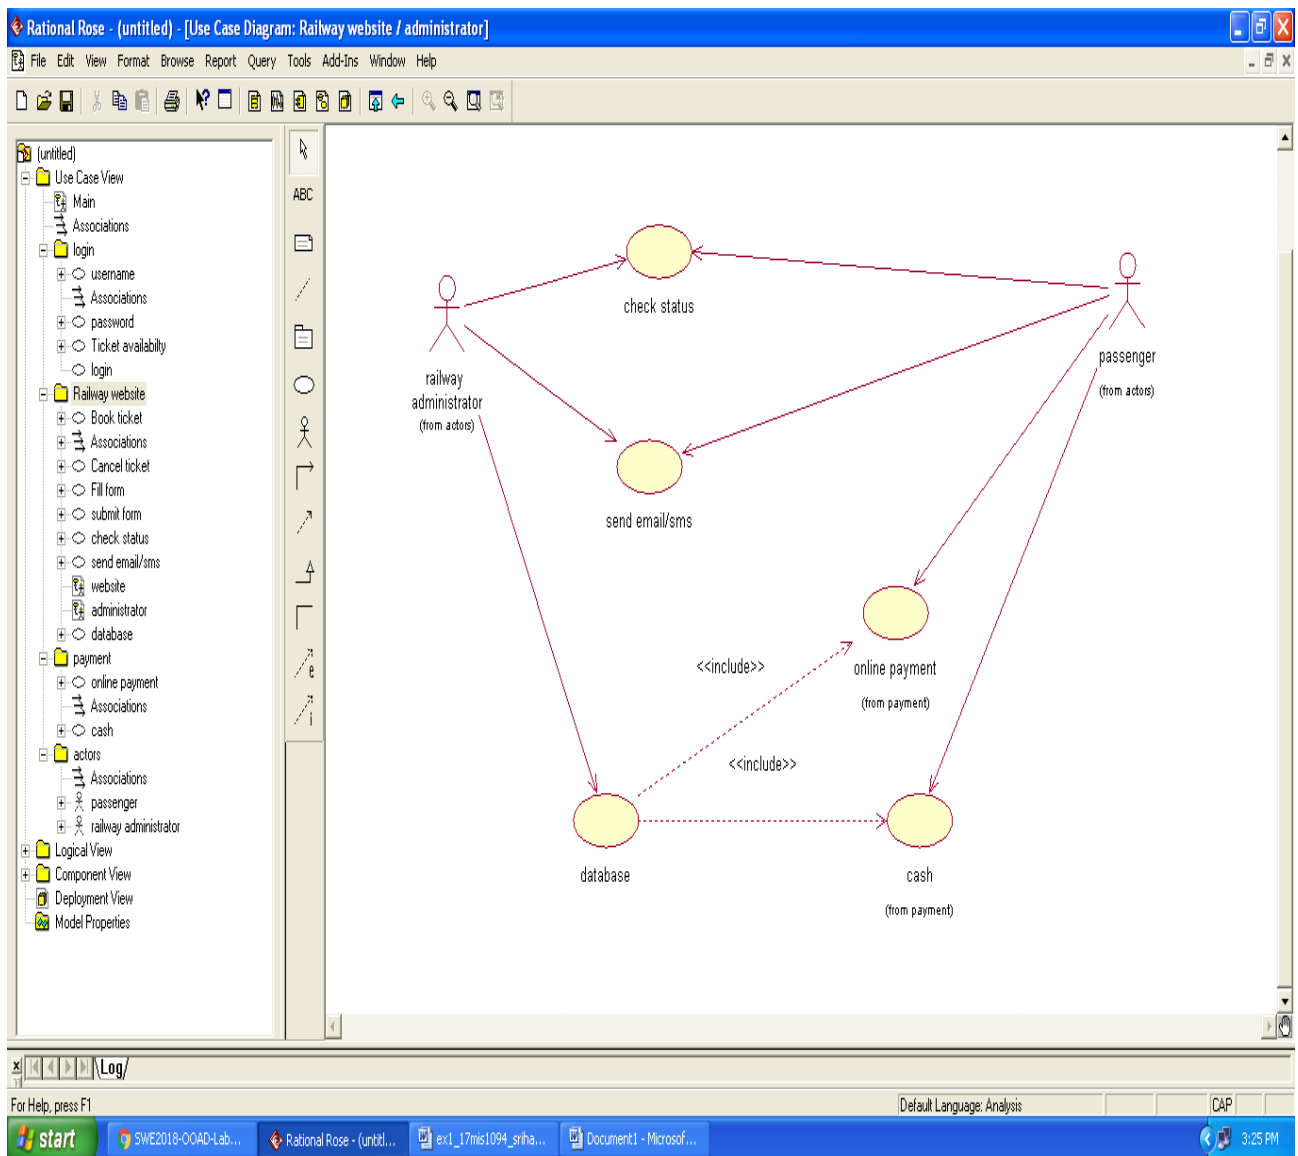 Rational Rose - (untitled) - [Use Case Diagram: Railway website / administrator]
File Edit View Format Browse Report Query Tools Add-Ins Window Help
(untitled)
Use Case View
Main
Associations
login
username
Associations
password
Ticket availabilty
login
Railway website
Book ticket
Associations
Cancel ticket
Fill form
submit form
check status
send email/sms
website
administrator
database
payment
online payment
Associations
cash
actors
Associations
passenger
railway administrator
Logical View
Component View
Deployment View
Model Properties
ABC
e
i
check status
railway
administrator
(from actors)
passenger
(from actors)
send email/sms
<<include>>
online payment
(from payment)
<<include>>
database
cash
(from payment)
Log
For Help, press F1
Default Language: Analysis
CAP
start
SWE2018-OOAD-Lab...
Rational Rose - (untitl...
ex1_17mis1094_sriha...
Document1 - Microsof...
3:25 PM